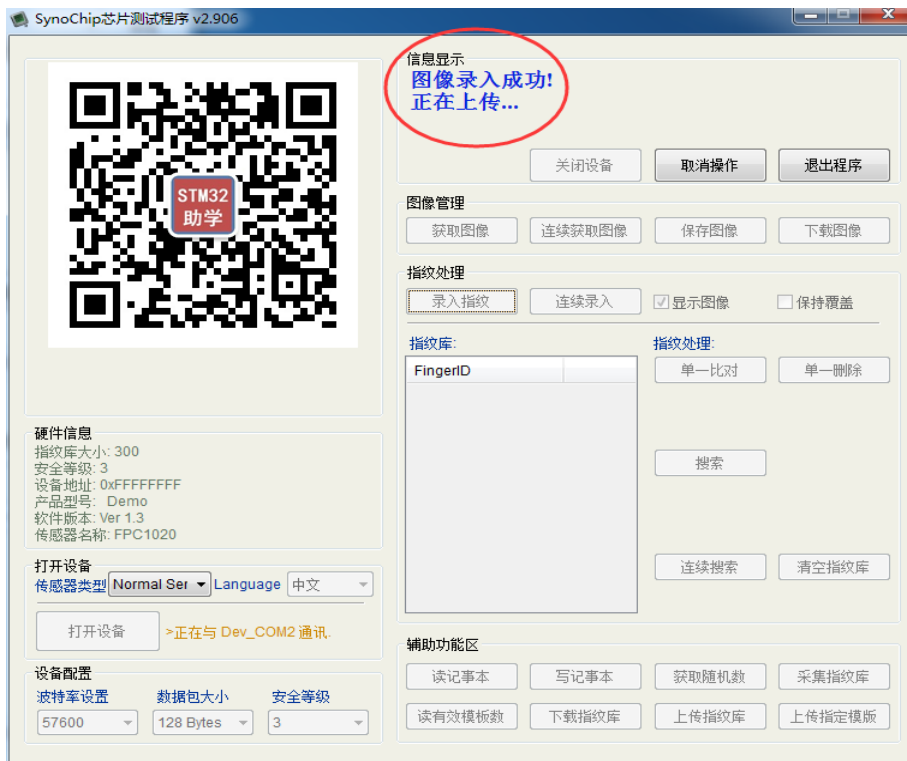 SynoChip芯片测试程序 v2.906
STM32
助学
信息显示
图像录入成功!
正在上传...
关闭设备 取消操作 退出程序
图像管理
获取图像 连续获取图像 保存图像 下载图像
指纹处理
录入指纹 连续录入 显示图像 保持覆盖
指纹库: 指纹处理:
FingerID
单一比对 单一删除
搜索
连续搜索 清空指纹库
硬件信息
指纹库大小: 300
安全等级: 3
设备地址: 0xFFFFFFFF
产品型号: Demo
软件版本: Ver 1.3
传感器名称: FPC1020
打开设备
传感器类型 Normal Ser Language 中文
打开设备 >正在与 Dev_COM2 通讯.
设备配置
波特率设置 数据包大小 安全等级
57600 128 Bytes 3
辅助功能区
读记事本 写记事本 获取随机数 采集指纹库
读有效模板数 下载指纹库 上传指纹库 上传指定模版